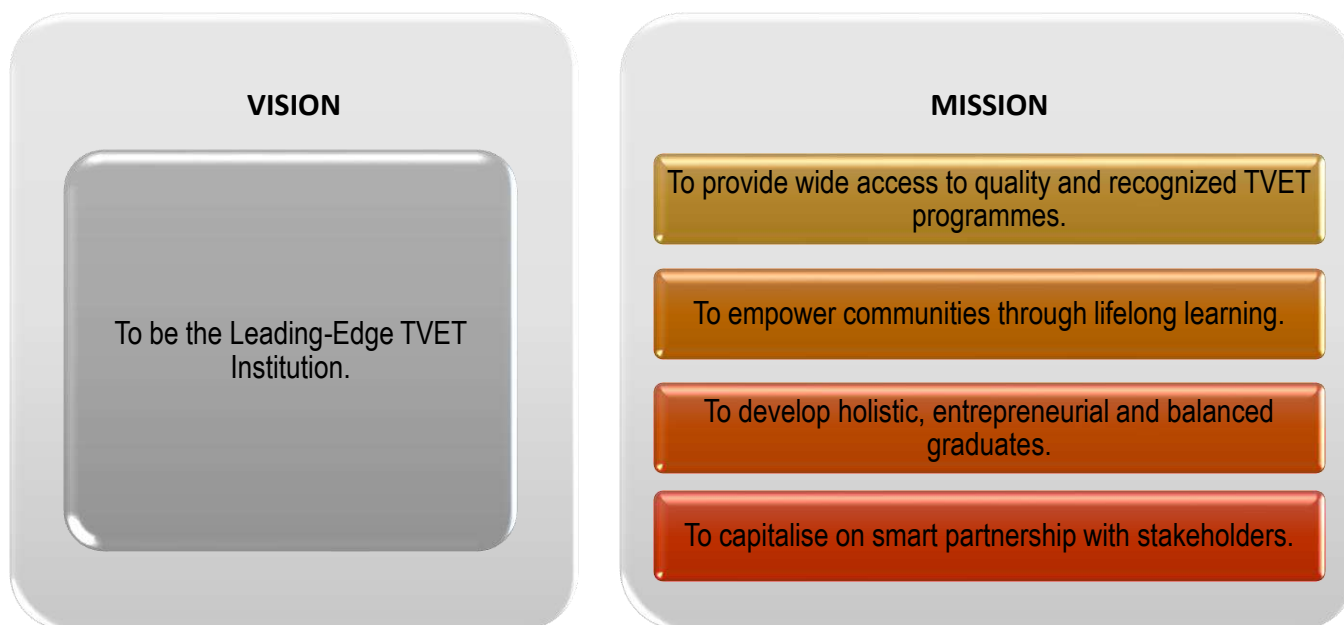 VISION
To be the Leading-Edge TVET
Institution.
MISSION
To provide wide access to quality and recognized TVET
programmes.
To empower communities through lifelong learning.
To develop holistic, entrepreneurial and balanced
graduates.
To capitalise on smart partnership with stakeholders.